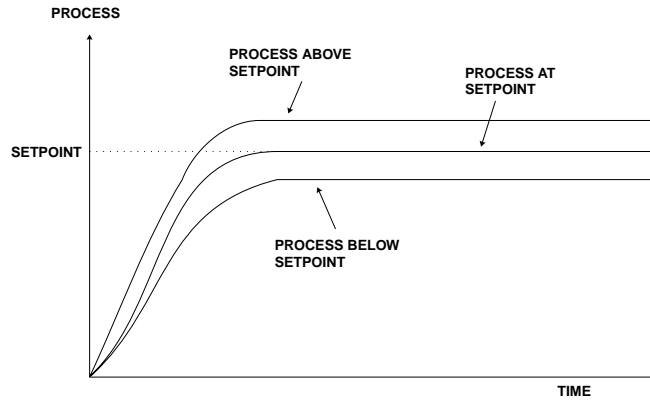 PROCESS
PROCESS ABOVE
SETPOINT
PROCESS AT
SETPOINT
SETPOINT
PROCESS BELOW
SETPOINT
TIME